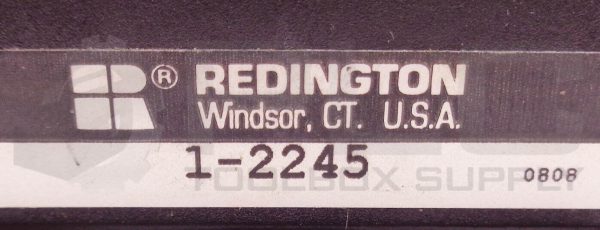 R® REDINGTON
Windsor, CT. U.S.A.
1-2245 0808
TOOLBOX SUPPLY